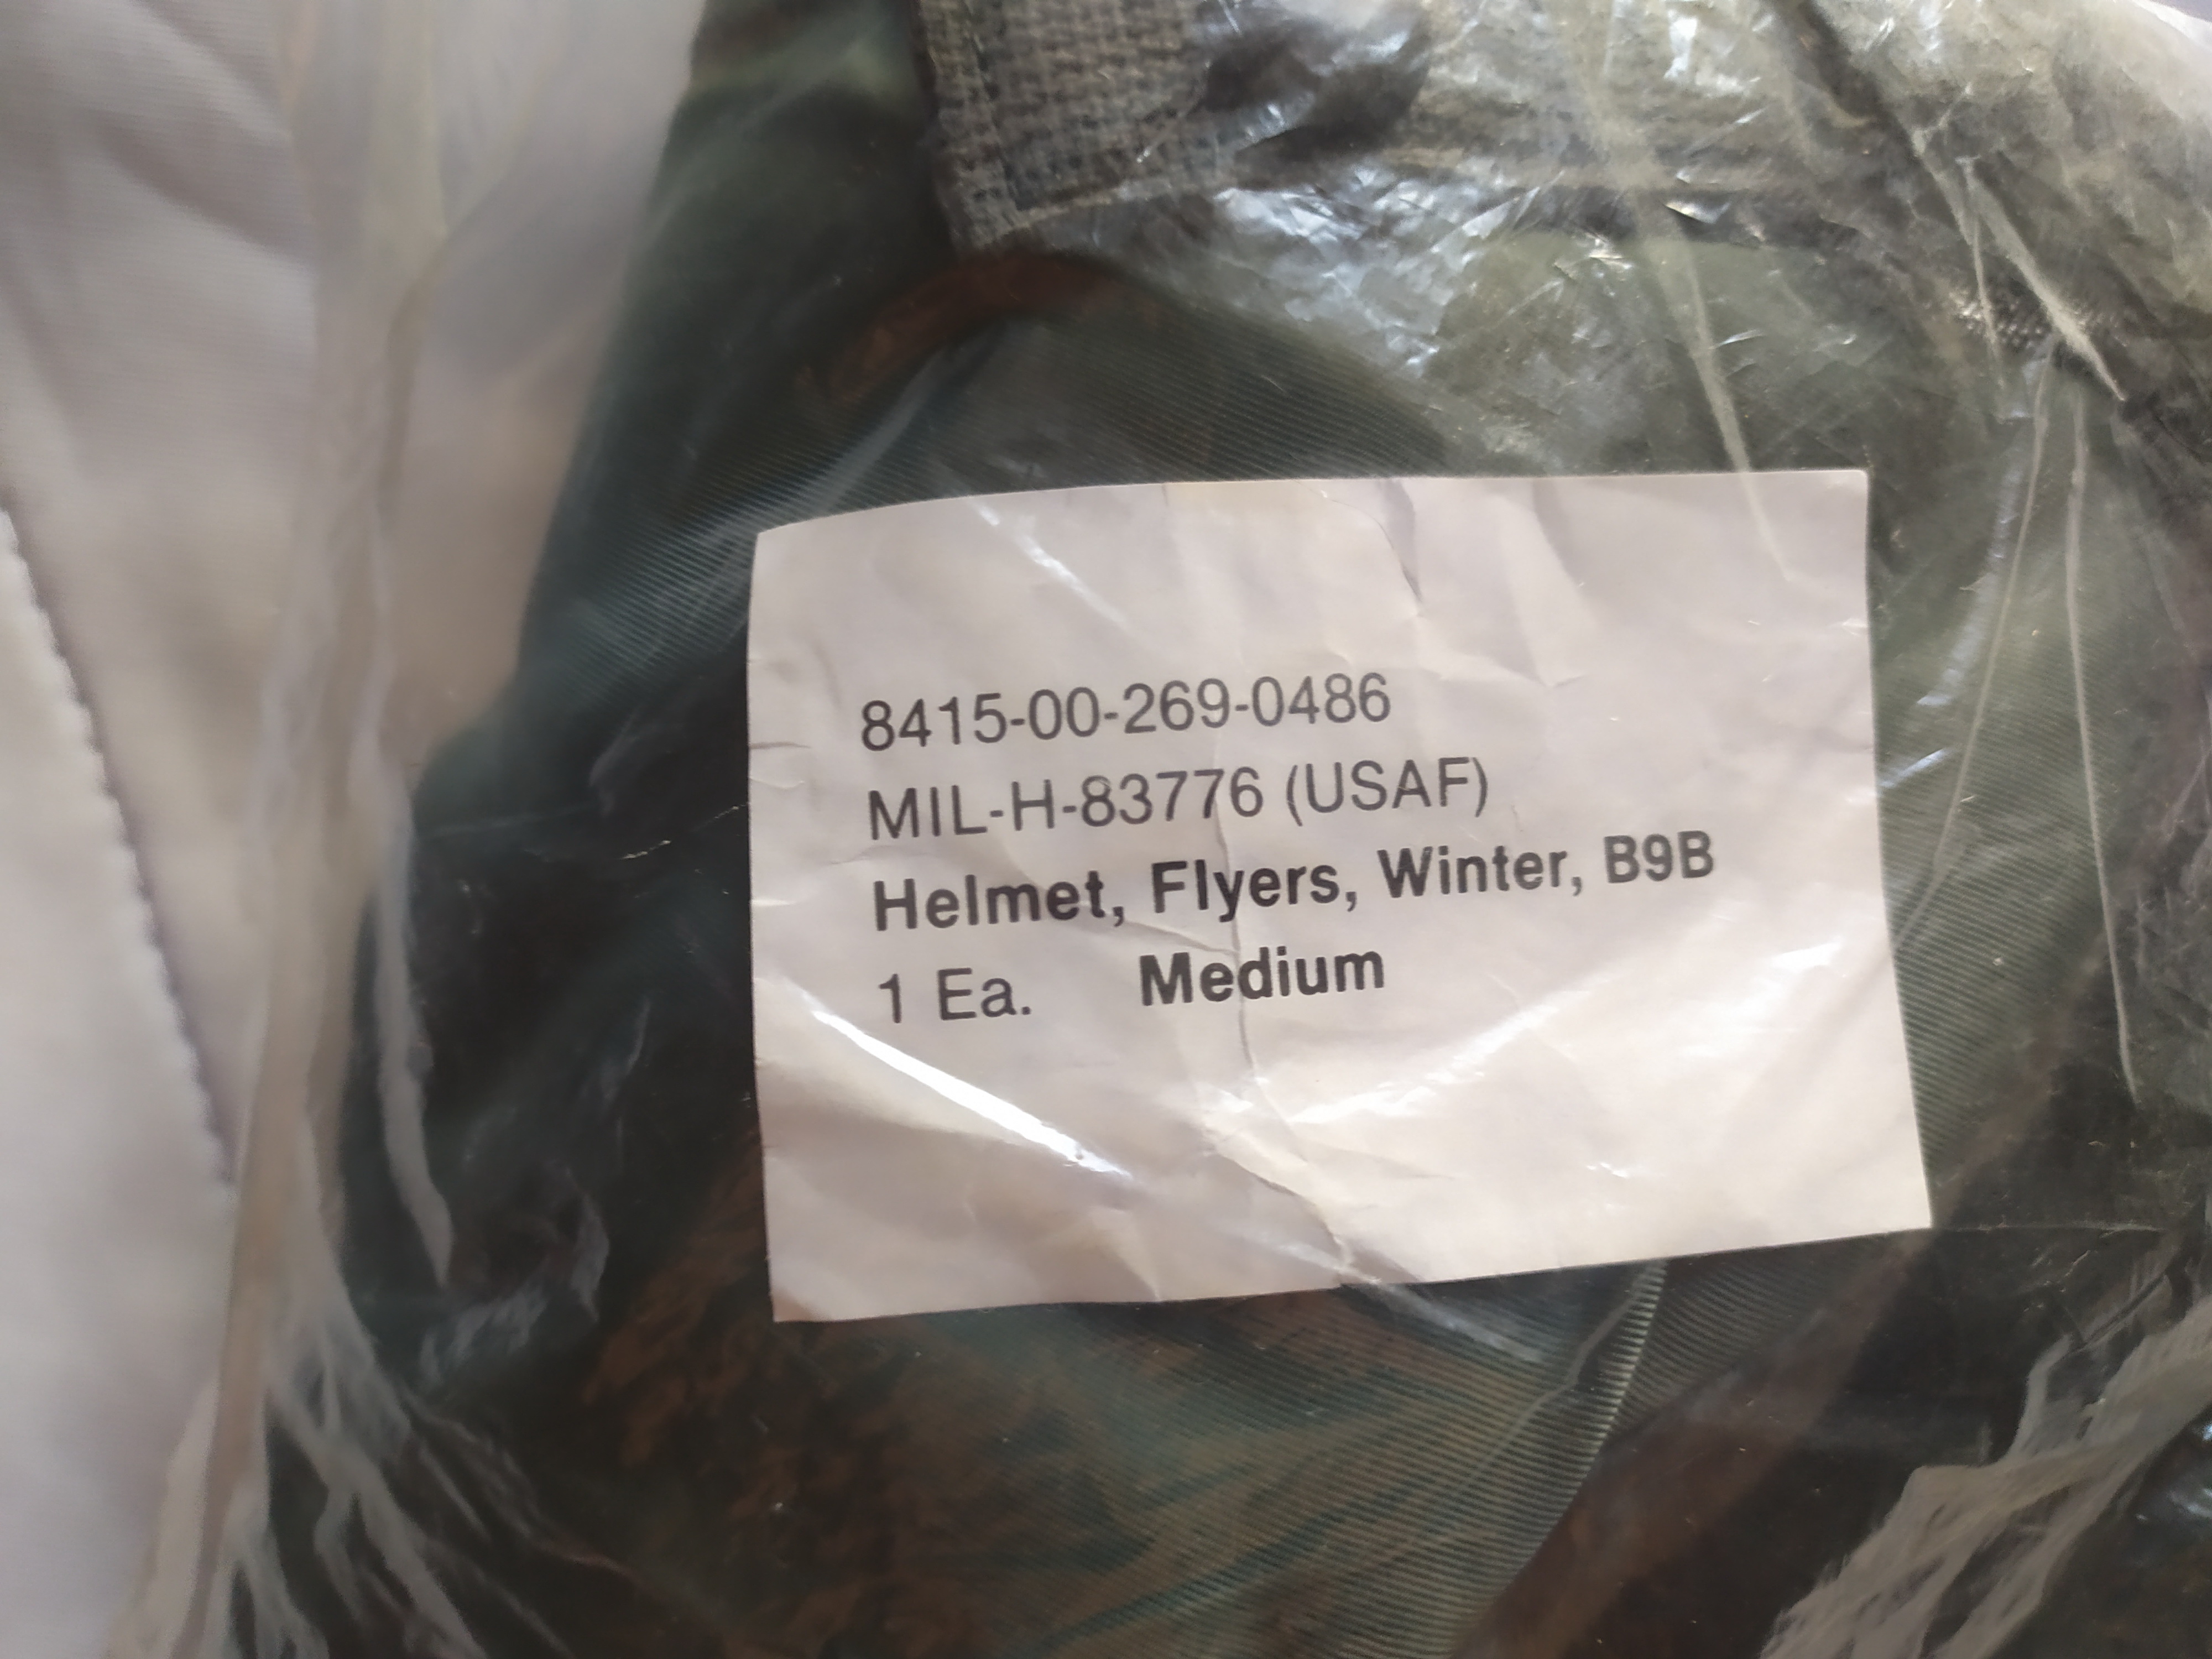 8415-00-269-0486
MIL-H-83776 (USAF)
Helmet, Flyers, Winter, B9B
1 Ea. Medium